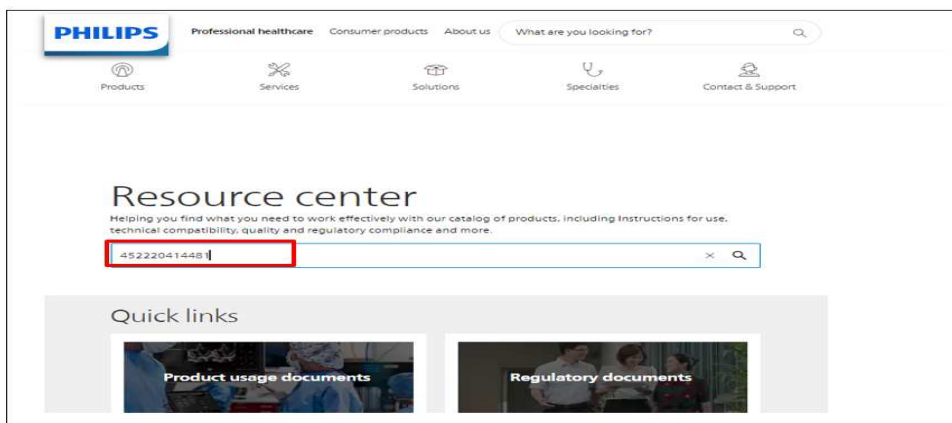 PHILIPS
Professional healthcare Consumer products About us What are you looking for?
Products Services Solutions Specialties Contact & Support
Resource center
Helping you find what you need to work effectively with our catalog of products, including Instructions for use,
technical compatibility, quality and regulatory compliance and more.
452220414481
Quick links
Product usage documents Regulatory documents